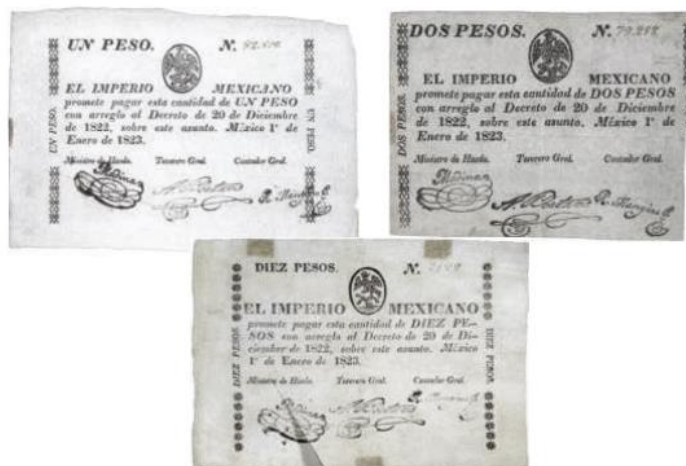 UN PESO. N.
EL IMPERIO MEXICANO
promete pagar esta cantidad de UN PESO
con arreglo al Decreto de 20 de Diciembre
de 1822, sobre este asunto. México 1º de
Enero de 1823.
Ministro de Hacda. Tesorero Gral. Contador Gral.
UN PESO.
UN PESO
DOS PESOS. N. 79.212
EL IMPERIO MEXICANO
promete pagar esta cantidad de DOS PESOS
con arreglo al Decreto de 20 de Diciembre
de 1822, sobre este asunto. México 1º de
Enero de 1823.
Ministro de Hacda. Tesorero Gral. Contador Gral.
DOS PESOS.
DIEZ PESOS. N.
EL IMPERIO MEXICANO
promete pagar esta cantidad de DIEZ PE-
SOS con arreglo al Decreto de 20 de Di-
ciembre de 1822, sobre este asunto. México
1º de Enero de 1823.
Ministro de Hacda. Tesorero Gral. Contador Gral.
DIEZ PESOS.
DIEZ PESOS.